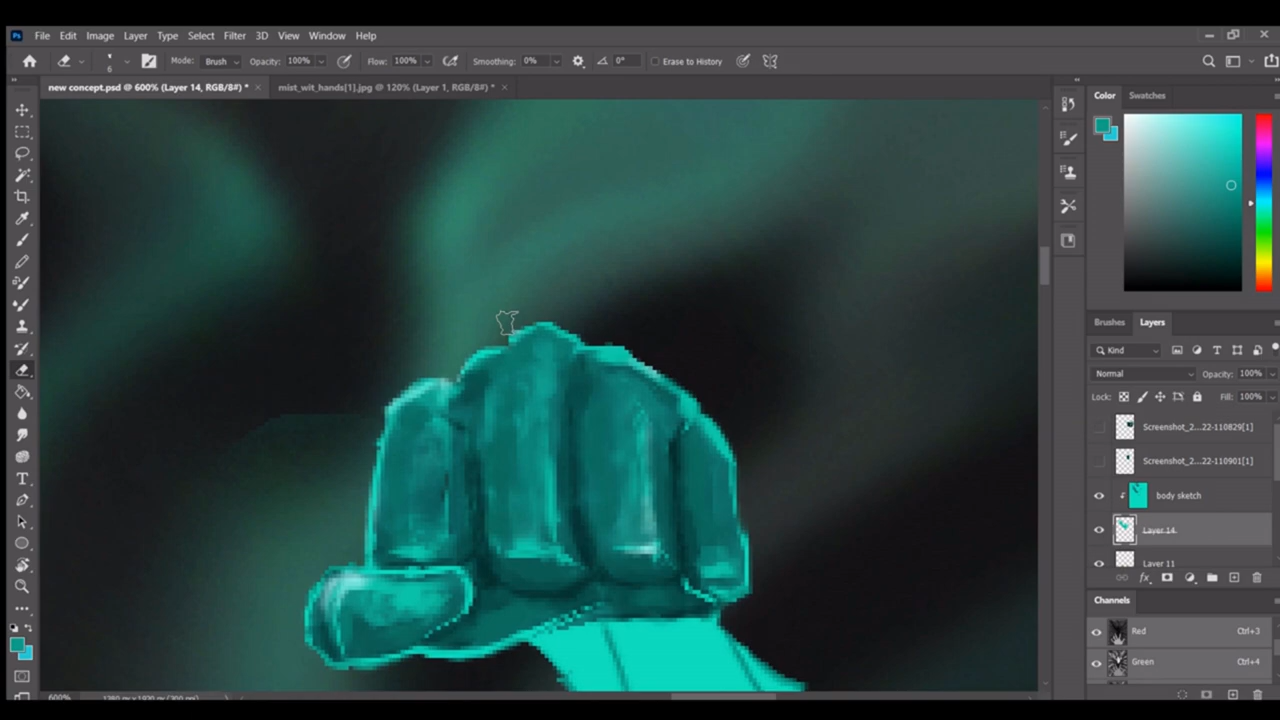 Ps File Edit Image Layer Type Select Filter 3D View Window Help
6 Mode: Brush Opacity: 100% Flow: 100% Smoothing: 0% 0° Erase to History
new concept.psd @ 600% (Layer 14, RGB/8#) * × mist_wit_hands[1].jpg @ 120% (Layer 1, RGB/8#) * ×
Color Swatches
Brushes Layers
Kind
Normal Opacity: 100%
Lock: Fill: 100%
Screenshot_2...22-110829[1]
Screenshot_2...22-110901[1]
body sketch
Layer 14
Layer 11
fx
Channels
Red Ctrl+3
Green Ctrl+4
600%